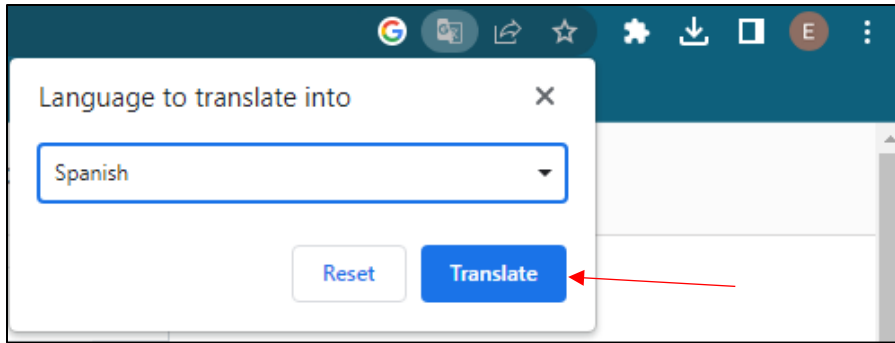 E
Language to translate into
Spanish
Reset
Translate